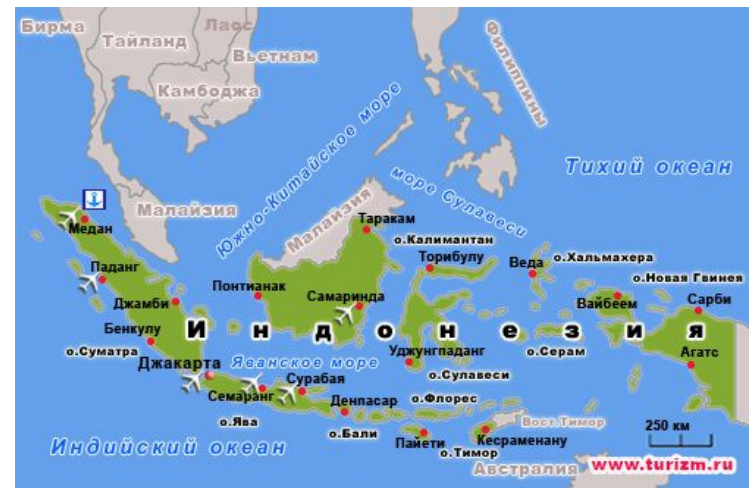 Бирма
Лаос
Тайланд
Вьетнам
Камбоджа
Филиппины
Южно-Китайское море
море Сулавеси
Тихий океан
Малайзия
Малайзия
Медан
Таракам
о.Калимантан
Торибулу
Веда
о.Хальмахера
Паданг
Понтианак
о.Новая Гвинея
Джамби
Самаринда
Вайбеем
Сарби
Бенкулу
Индонезия
о.Суматра
Джакарта
Яванское море
Уджунгпаданг
о.Серам
Агатс
Семаранг
Сурабая
о.Сулавеси
Денпасар
о.Флорес
о.Ява
о.Бали
Пайети
Кесраменану
Вост.Тимор
250 км
Индийский океан
о.Тимор
Австралия
www.turizm.ru